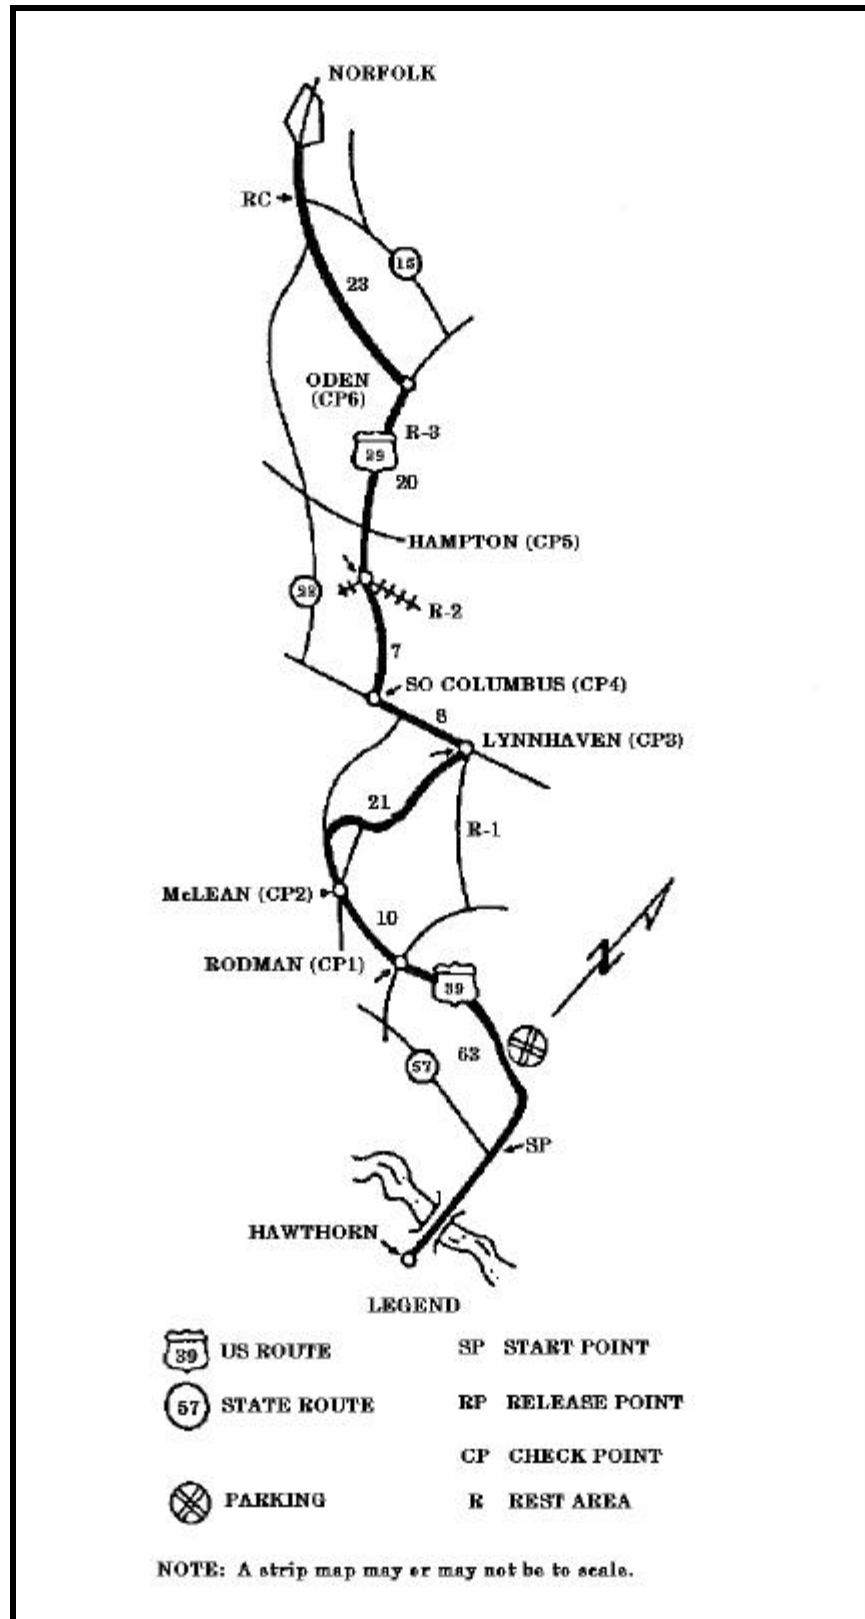 NORFOLK
RC
15
23
ODEN
(CP6)
R-3
29
20
HAMPTON (CP5)
R-2
7
SO COLUMBUS (CP4)
8
LYNNHAVEN (CP3)
21
R-1
McLEAN (CP2)
10
RODMAN (CP1)
39
N
63
57
SP
HAWTHORN
LEGEND
39 US ROUTE SP START POINT
57 STATE ROUTE RP RELEASE POINT
CP CHECK POINT
PARKING R REST AREA
NOTE: A strip map may or may not be to scale.